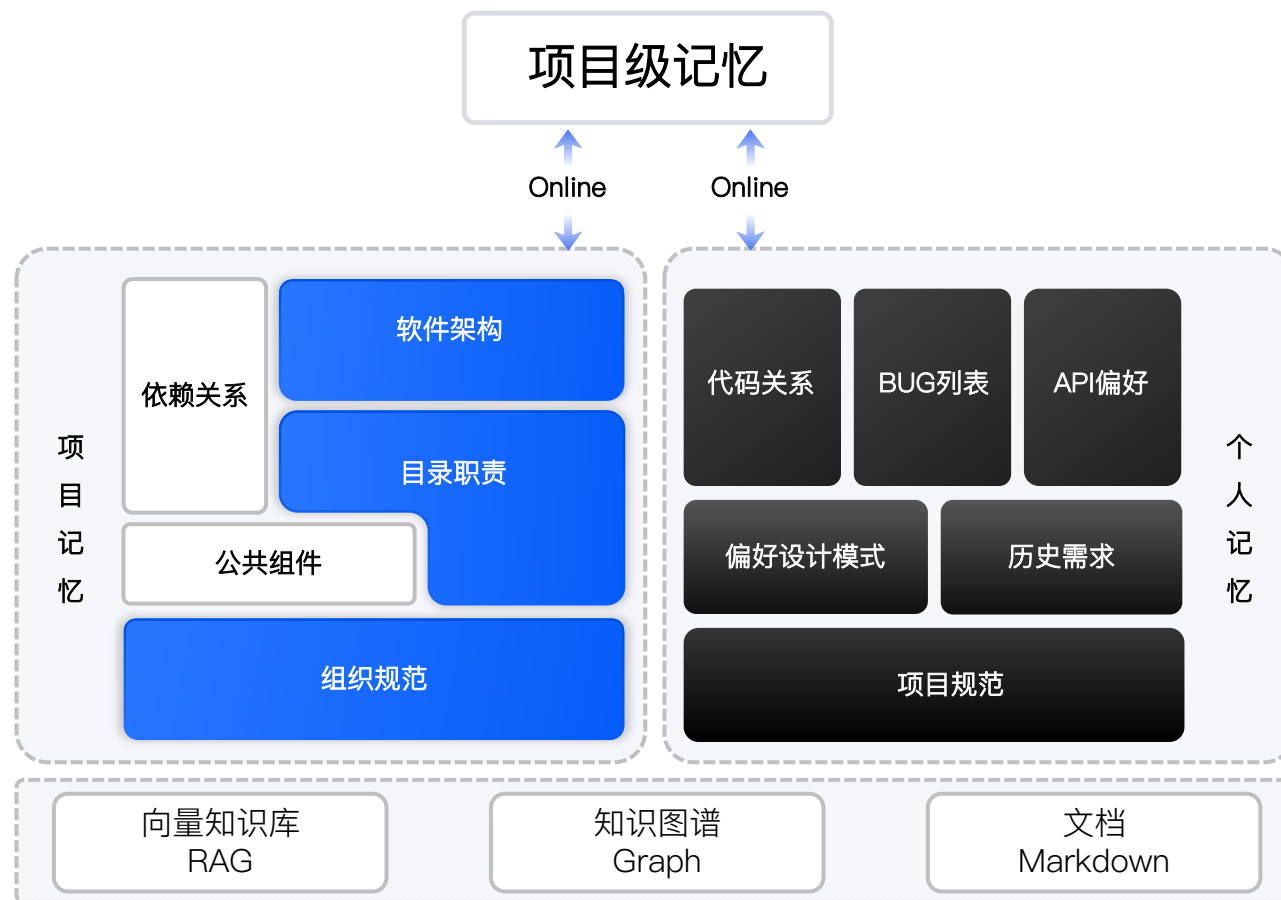 项目级记忆
Online
Online
项目记忆
依赖关系
软件架构
目录职责
公共组件
组织规范
代码关系
BUG列表
API偏好
偏好设计模式
历史需求
项目规范
个人记忆
向量知识库
RAG
知识图谱
Graph
文档
Markdown